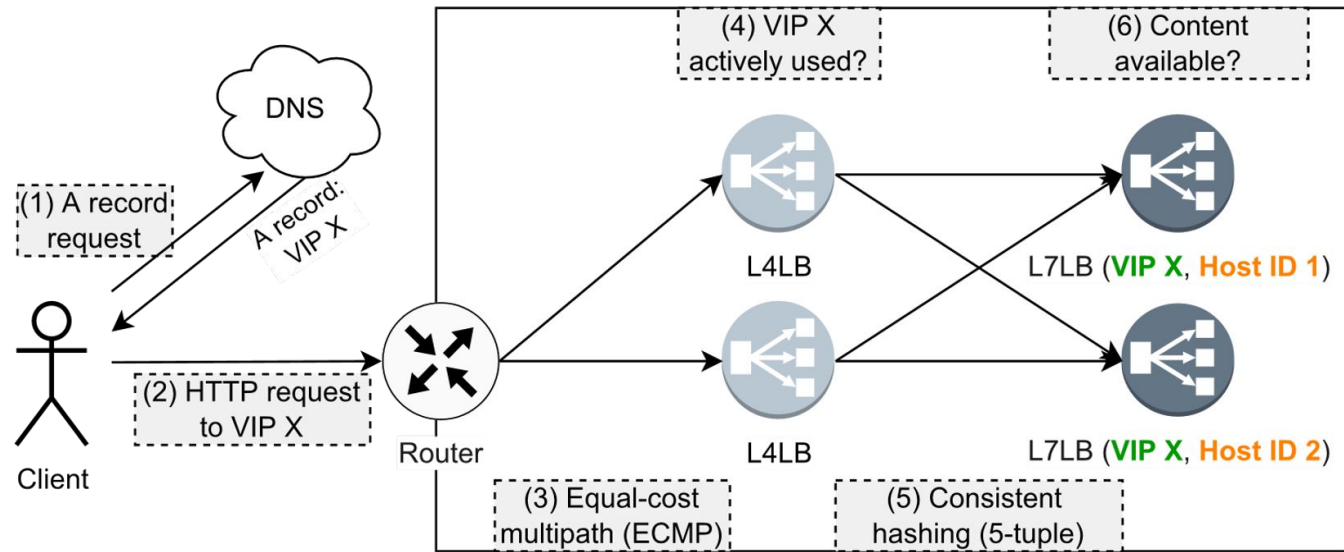 (4) VIP X
actively used?
(6) Content
available?
DNS
(1) A record
request
A record:
VIP X
L4LB
L7LB (VIP X, Host ID 1)
(2) HTTP request
to VIP X
Client
Router
L4LB
L7LB (VIP X, Host ID 2)
(3) Equal-cost
multipath (ECMP)
(5) Consistent
hashing (5-tuple)